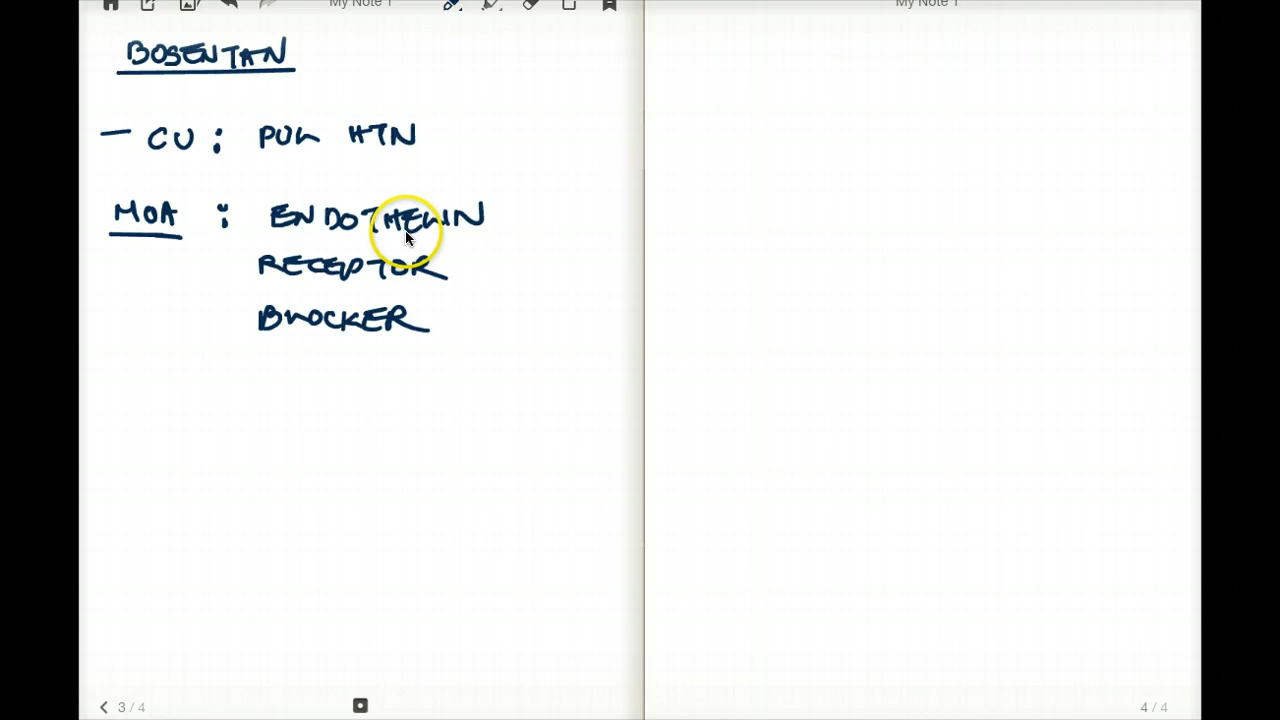 My Note 1
My Note 1
BOSENTAN
— CU : PUL HTN
MOA : ENDOTHELIN
RECEPTOR
BLOCKER
3 / 4
4 / 4